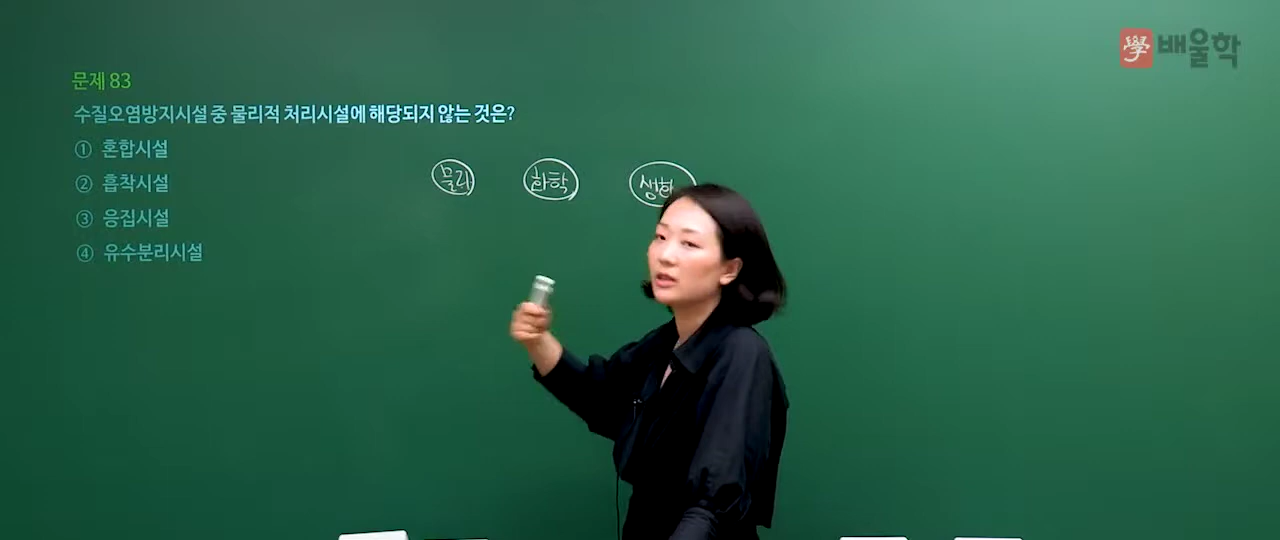 學 배울학
문제 83
수질오염방지시설 중 물리적 처리시설에 해당되지 않는 것은?
① 혼합시설
② 흡착시설
③ 응집시설
④ 유수분리시설
물리 화학 생화